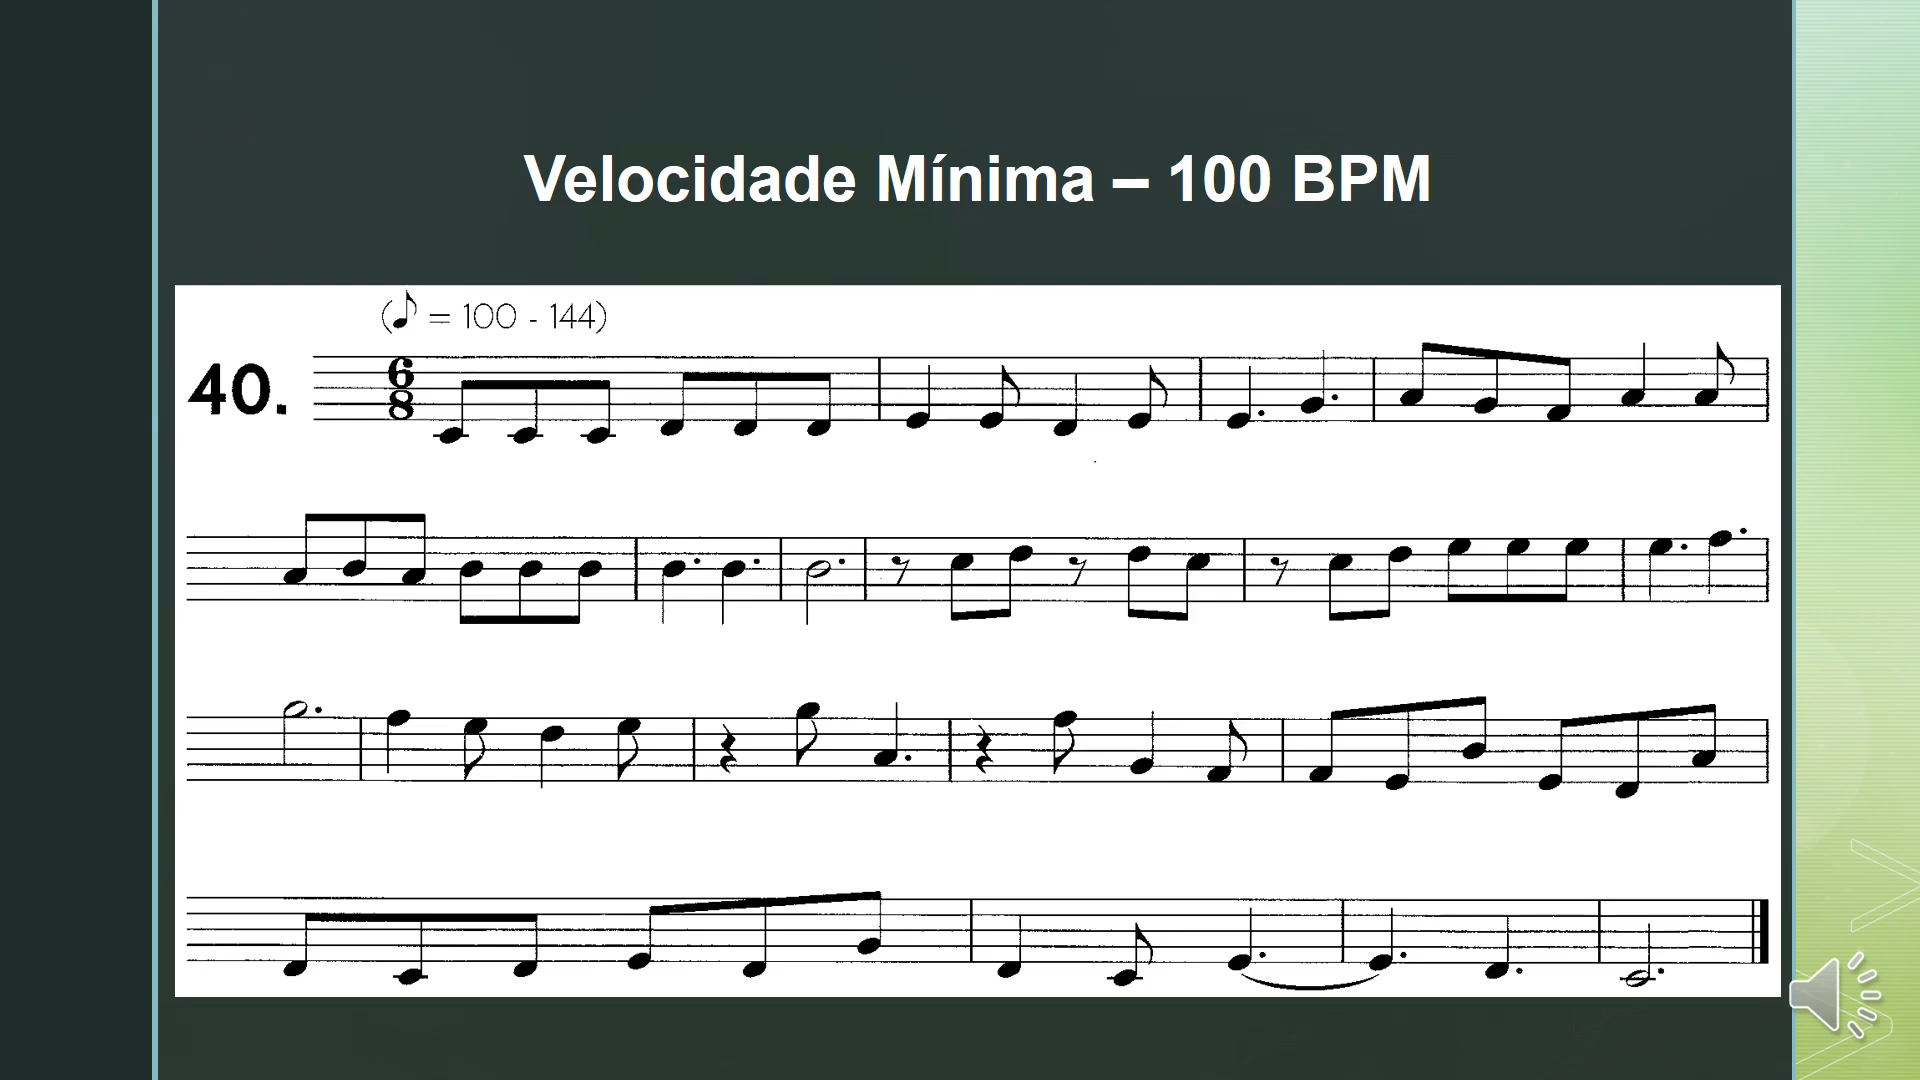 Velocidade Mínima – 100 BPM
(♪ = 100 - 144)
40.
6
8